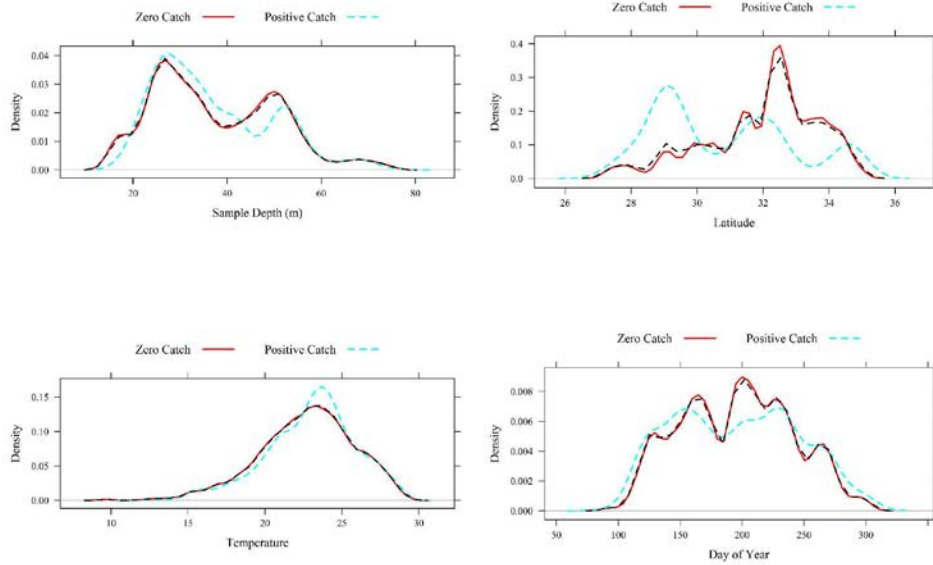 Zero Catch Positive Catch
0.04
0.03
0.02
0.01
0.00
Density
20 40 60 80
Sample Depth (m)
Zero Catch Positive Catch
0.4
0.3
0.2
0.1
0.0
Density
26 28 30 32 34 36
Latitude
Zero Catch Positive Catch
0.15
0.10
0.05
0.00
Density
10 15 20 25 30
Temperature
Zero Catch Positive Catch
0.008
0.006
0.004
0.002
0.000
Density
50 100 150 200 250 300 350
Day of Year